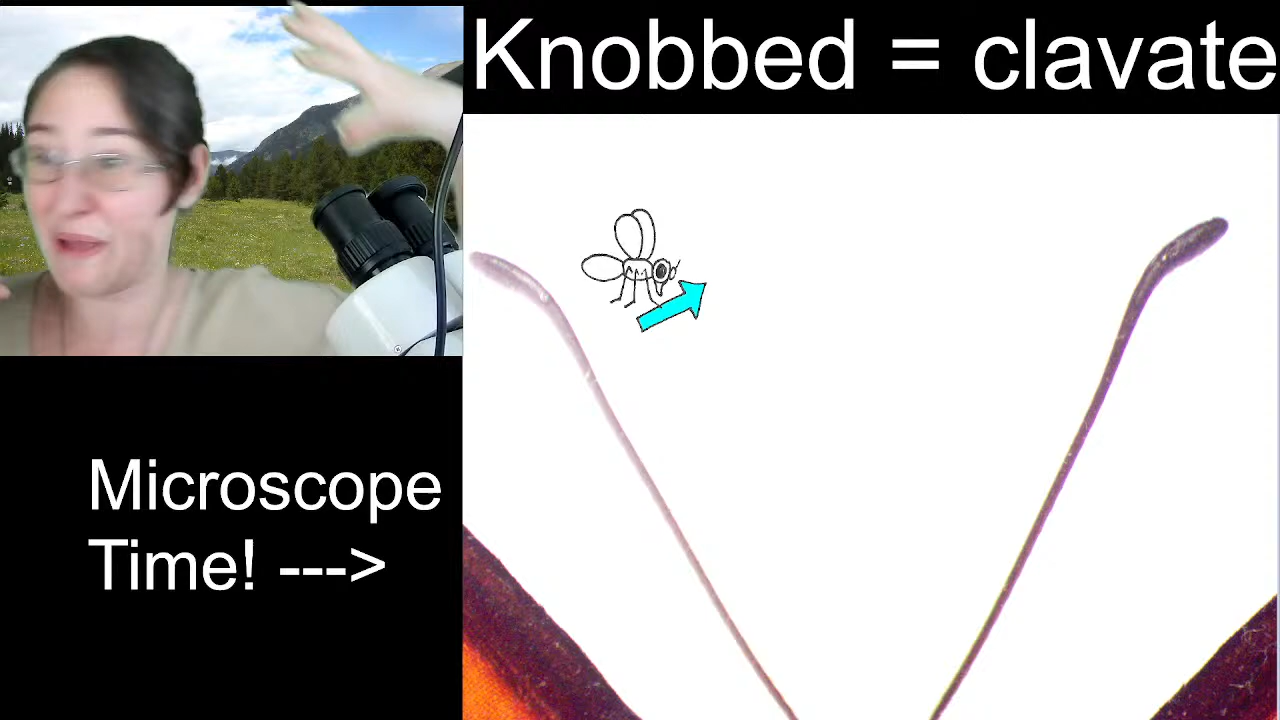 Knobbed = clavate
Microscope
Time! --->